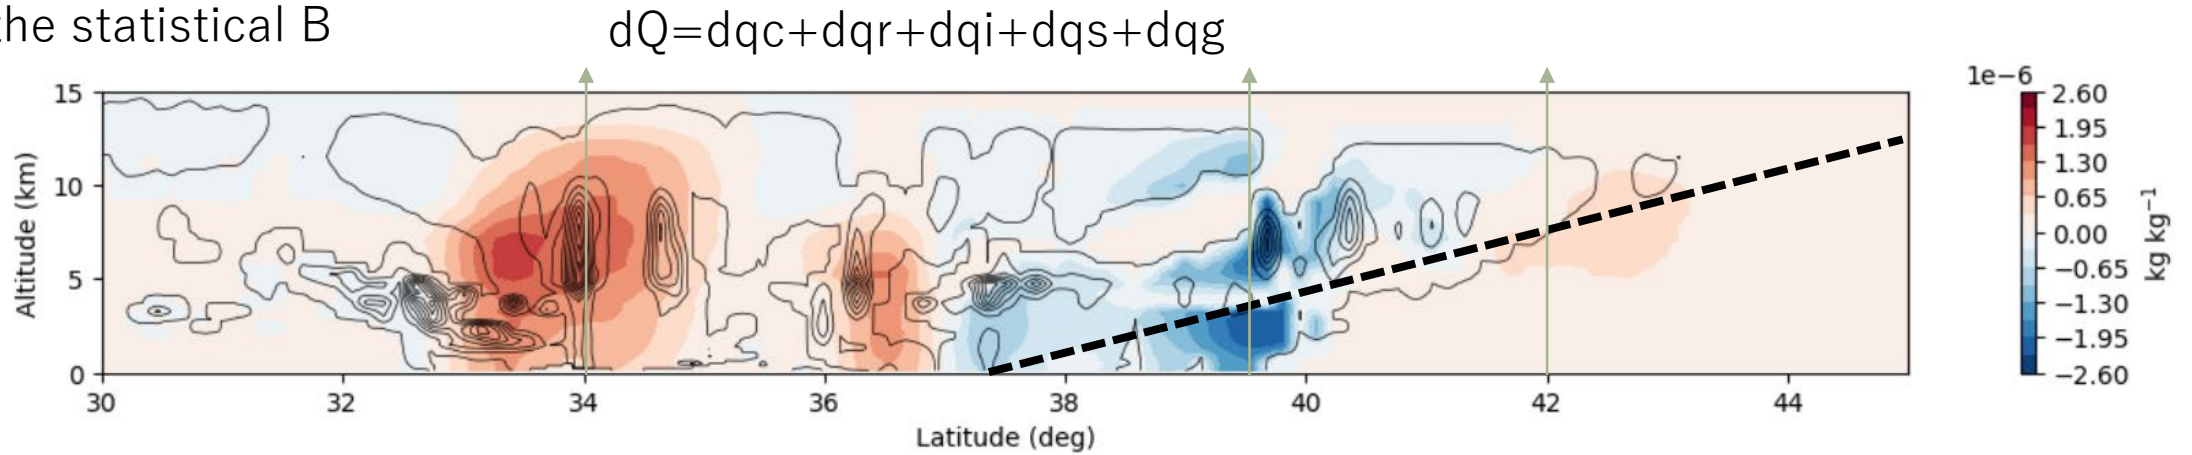 the statistical B
dQ=dqc+dqr+dqi+dqs+dqg
1e−6
15
10
5
0
Altitude (km)
30 32 34 36 38 40 42 44
Latitude (deg)
2.60
1.95
1.30
0.65
0.00
−0.65
−1.30
−1.95
−2.60
kg kg⁻¹